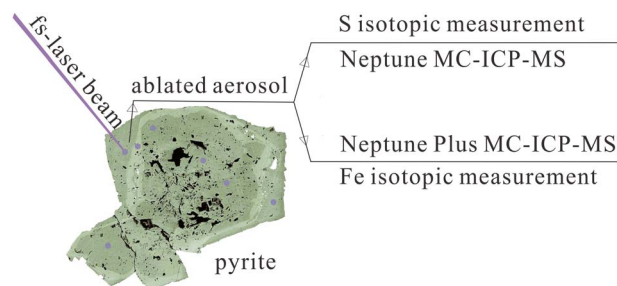 S isotopic measurement
Neptune MC-ICP-MS
fs-laser beam
ablated aerosol
Neptune Plus MC-ICP-MS
Fe isotopic measurement
pyrite